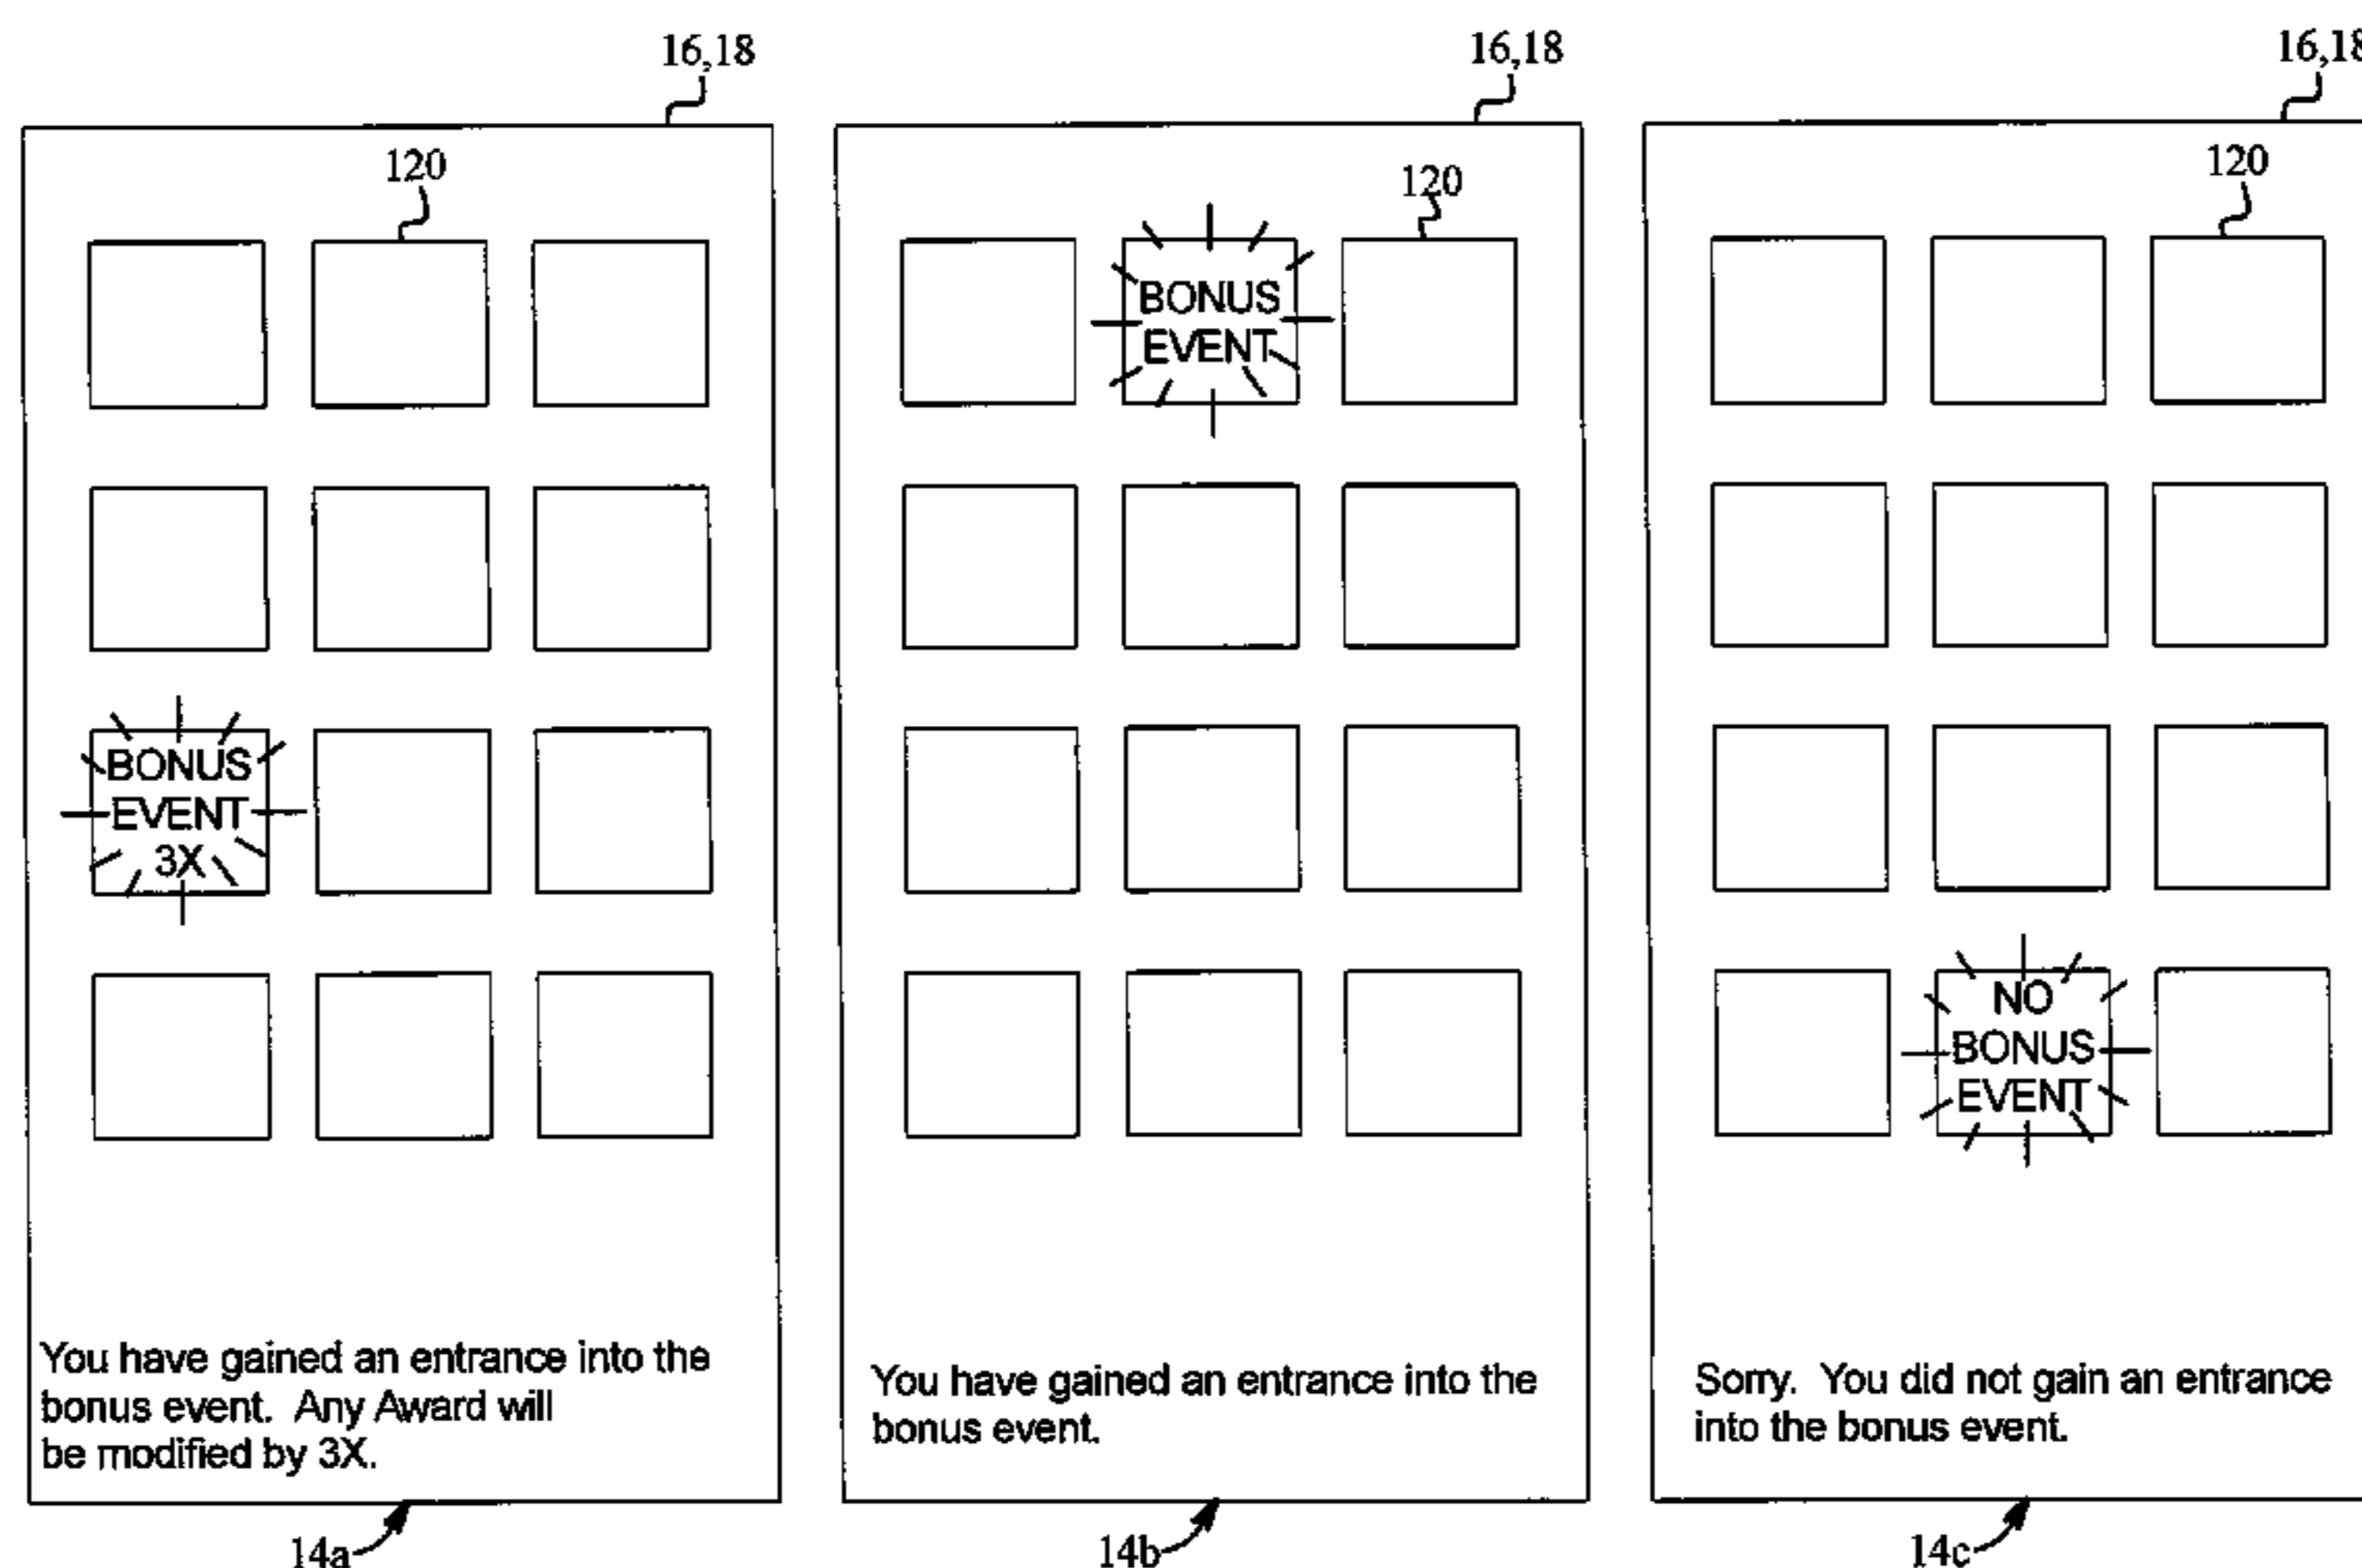 16,18
16,18
16,18
120
120
120
BONUS
EVENT
3X
BONUS
EVENT
NO
BONUS
EVENT
You have gained an entrance into the
bonus event. Any Award will
be modified by 3X.
You have gained an entrance into the
bonus event.
Sorry. You did not gain an entrance
into the bonus event.
14a
14b
14c